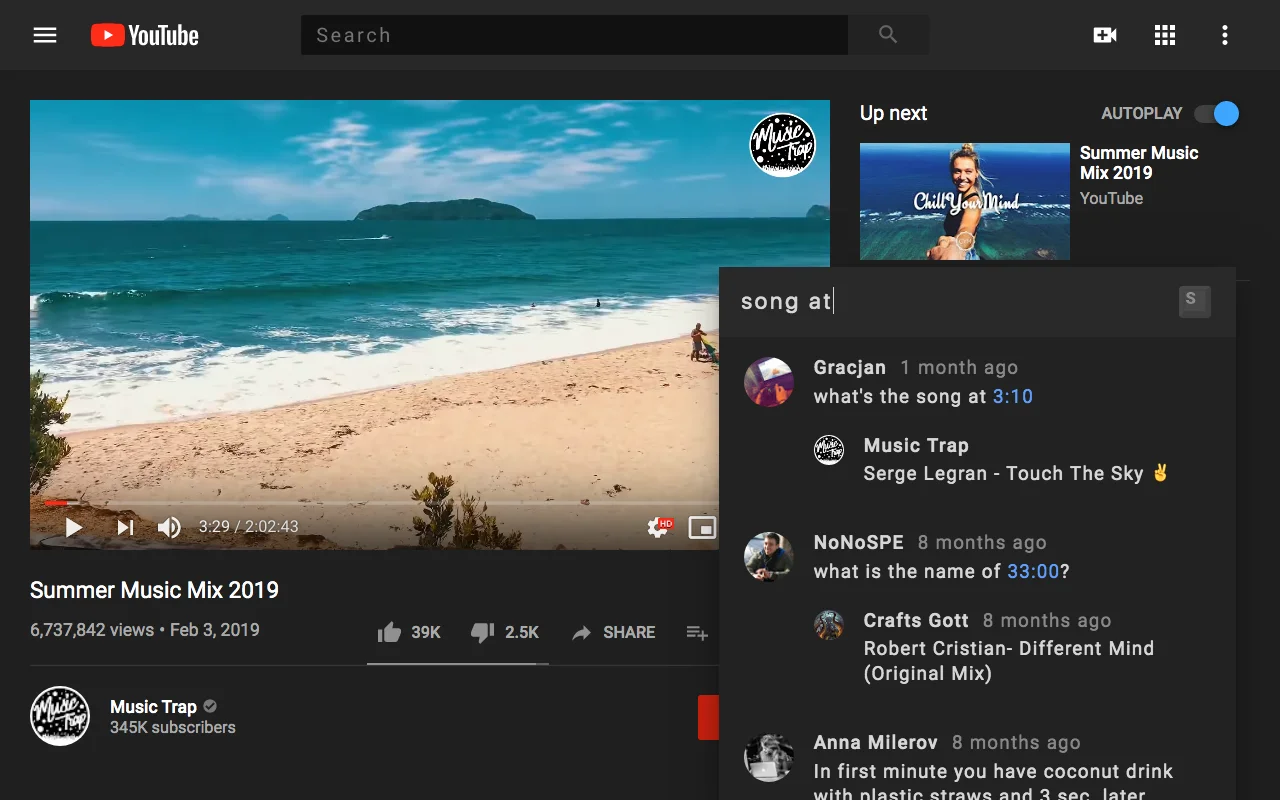 YouTube
Search
Music
Trap
Up next
AUTOPLAY
Chill Your Mind
Summer Music
Mix 2019
YouTube
song at
S
Gracjan 1 month ago
what's the song at 3:10
Music Trap
Serge Legran - Touch The Sky ✌
NoNoSPE 8 months ago
what is the name of 33:00?
Crafts Gott 8 months ago
Robert Cristian- Different Mind
(Original Mix)
Anna Milerov 8 months ago
In first minute you have coconut drink
with plastic straws and 3 sec. later
3:29 / 2:02:43
HD
Summer Music Mix 2019
6,737,842 views • Feb 3, 2019
39K
2.5K
SHARE
Music
Trap
Music Trap
345K subscribers